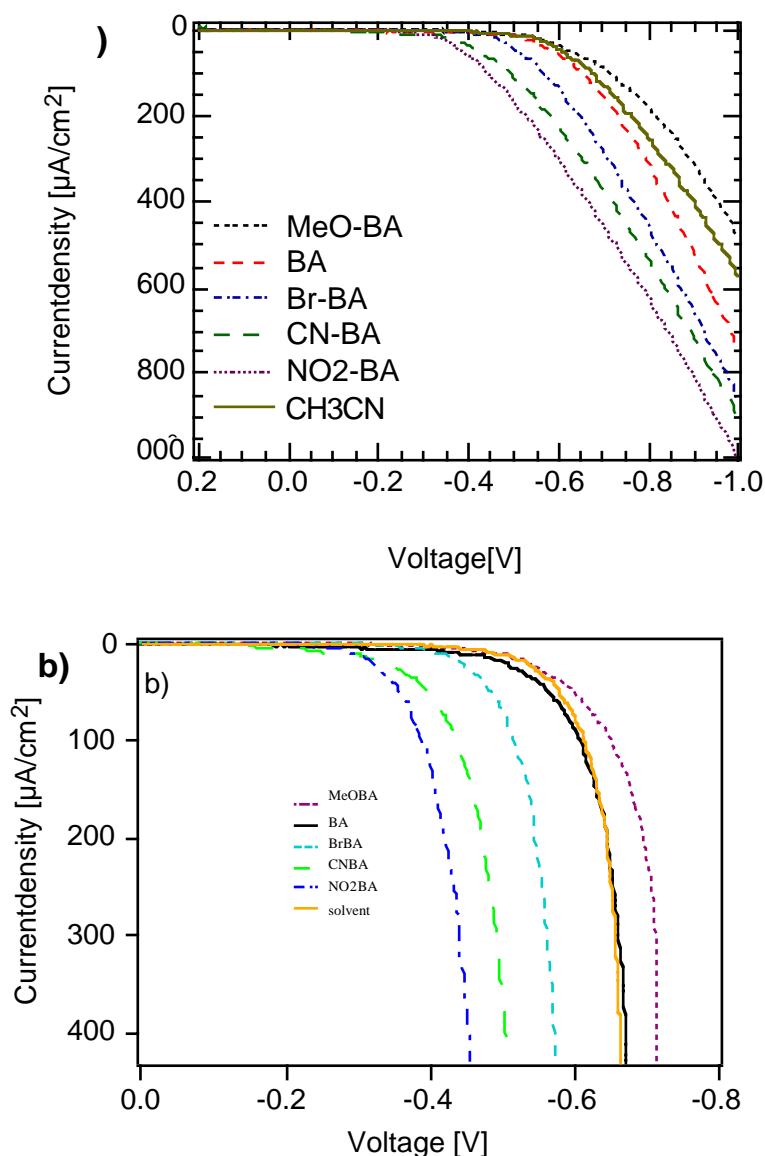 )
Currentdensity [µA/cm2]
0
200
400
600
800
000
MeO-BA
BA
Br-BA
CN-BA
NO2-BA
CH3CN
0.2
0.0
-0.2
-0.4
-0.6
-0.8
-1.0
Voltage[V]
b)
b)
Currentdensity [µA/cm2]
0
100
200
300
400
MeOBA
BA
BrBA
CNBA
NO2BA
solvent
0.0
-0.2
-0.4
-0.6
-0.8
Voltage [V]